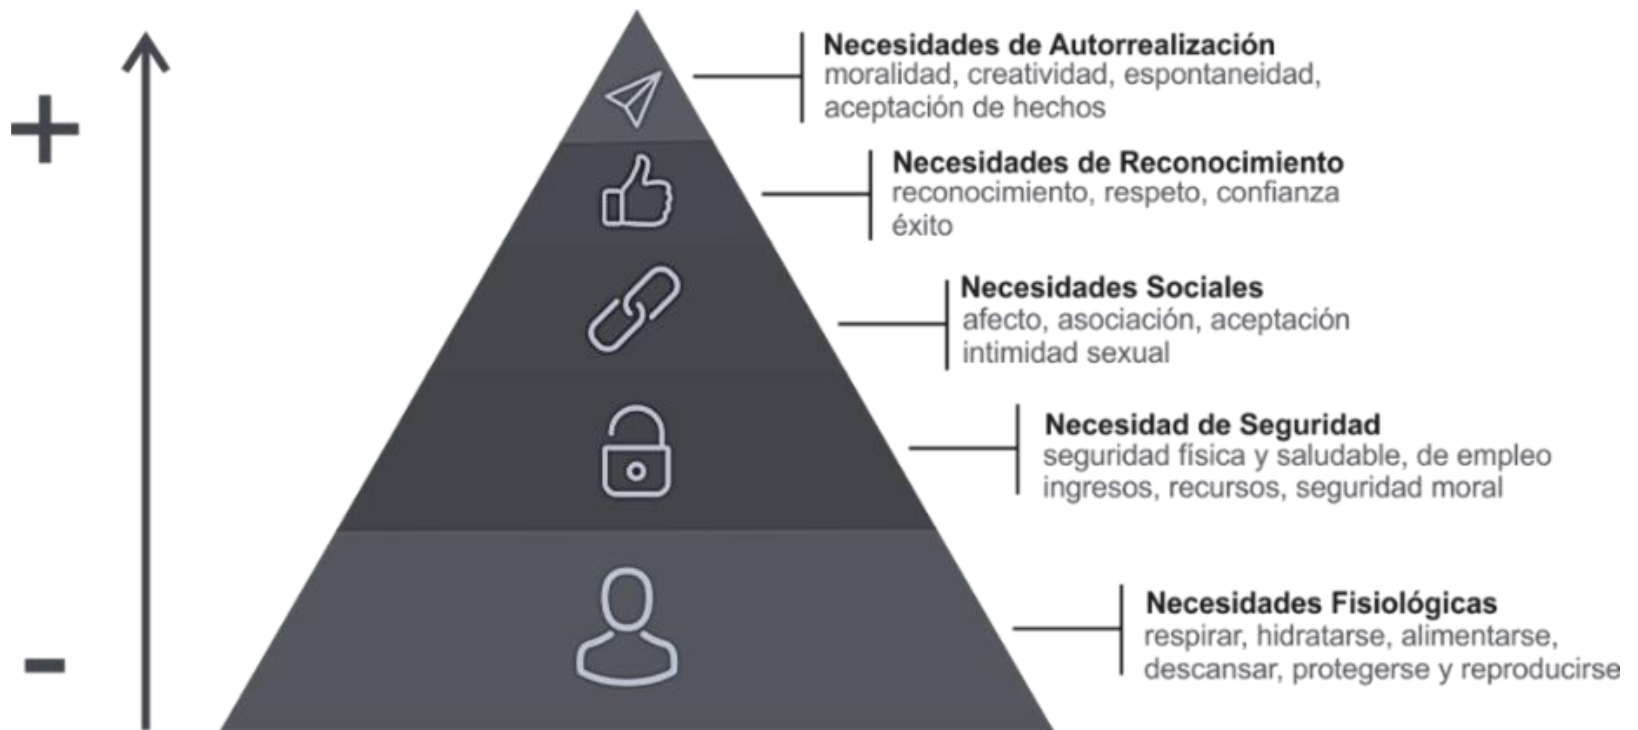 +
Necesidades de Autorrealización
moralidad, creatividad, espontaneidad,
aceptación de hechos
Necesidades de Reconocimiento
reconocimiento, respeto, confianza
éxito
Necesidades Sociales
afecto, asociación, aceptación
intimidad sexual
Necesidad de Seguridad
seguridad física y saludable, de empleo
ingresos, recursos, seguridad moral
-
Necesidades Fisiológicas
respirar, hidratarse, alimentarse,
descansar, protegerse y reproducirse